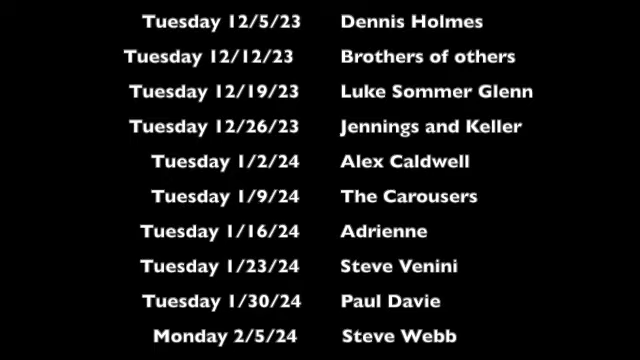 Tuesday 12/5/23 Dennis Holmes
Tuesday 12/12/23 Brothers of others
Tuesday 12/19/23 Luke Sommer Glenn
Tuesday 12/26/23 Jennings and Keller
Tuesday 1/2/24 Alex Caldwell
Tuesday 1/9/24 The Carousers
Tuesday 1/16/24 Adrienne
Tuesday 1/23/24 Steve Venini
Tuesday 1/30/24 Paul Davie
Monday 2/5/24 Steve Webb